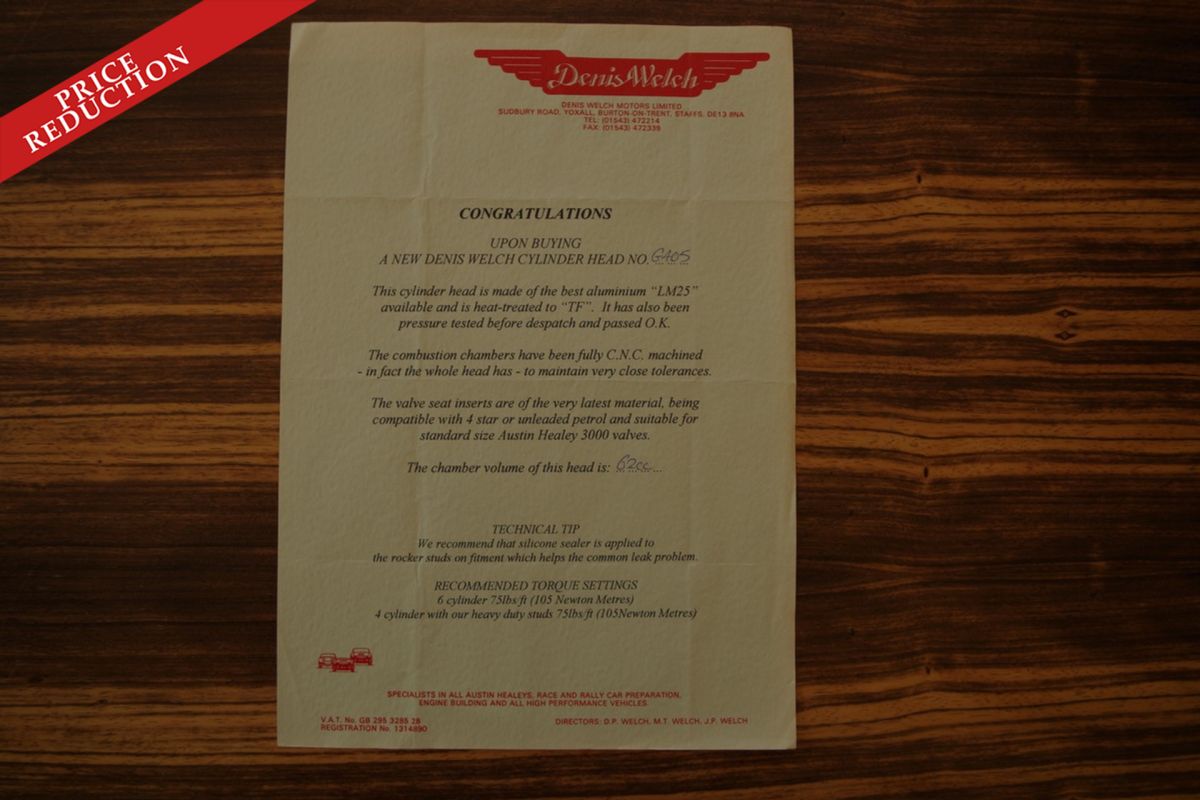 PRICE
REDUCTION
Denis Welch
DENIS WELCH MOTORS LIMITED
SUDBURY ROAD, YOXALL, BURTON-ON-TRENT, STAFFS. DE13 8NA
TEL: (01543) 472214
FAX: (01543) 472339
CONGRATULATIONS
UPON BUYING
A NEW DENIS WELCH CYLINDER HEAD NO. G405
This cylinder head is made of the best aluminium “LM25”
available and is heat-treated to “TF”. It has also been
pressure tested before despatch and passed O.K.
The combustion chambers have been fully C.N.C. machined
- in fact the whole head has - to maintain very close tolerances.
The valve seat inserts are of the very latest material, being
compatible with 4 star or unleaded petrol and suitable for
standard size Austin Healey 3000 valves.
The chamber volume of this head is: 62cc...
TECHNICAL TIP
We recommend that silicone sealer is applied to
the rocker studs on fitment which helps the common leak problem.
RECOMMENDED TORQUE SETTINGS
6 cylinder 75lbs/ft (105 Newton Metres)
4 cylinder with our heavy duty studs 75lbs/ft (105Newton Metres)
SPECIALISTS IN ALL AUSTIN HEALEYS, RACE AND RALLY CAR PREPARATION,
ENGINE BUILDING AND ALL HIGH PERFORMANCE VEHICLES
V.A.T. No. GB 295 3285 28
REGISTRATION No. 1314890
DIRECTORS: D.P. WELCH, M.T. WELCH, J.P. WELCH